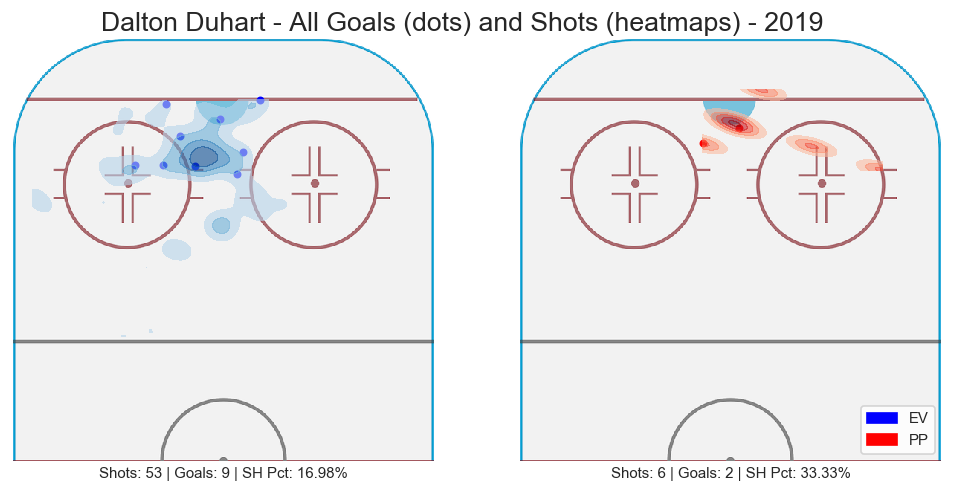 Dalton Duhart - All Goals (dots) and Shots (heatmaps) - 2019
EV
PP
Shots: 53 | Goals: 9 | SH Pct: 16.98%
Shots: 6 | Goals: 2 | SH Pct: 33.33%